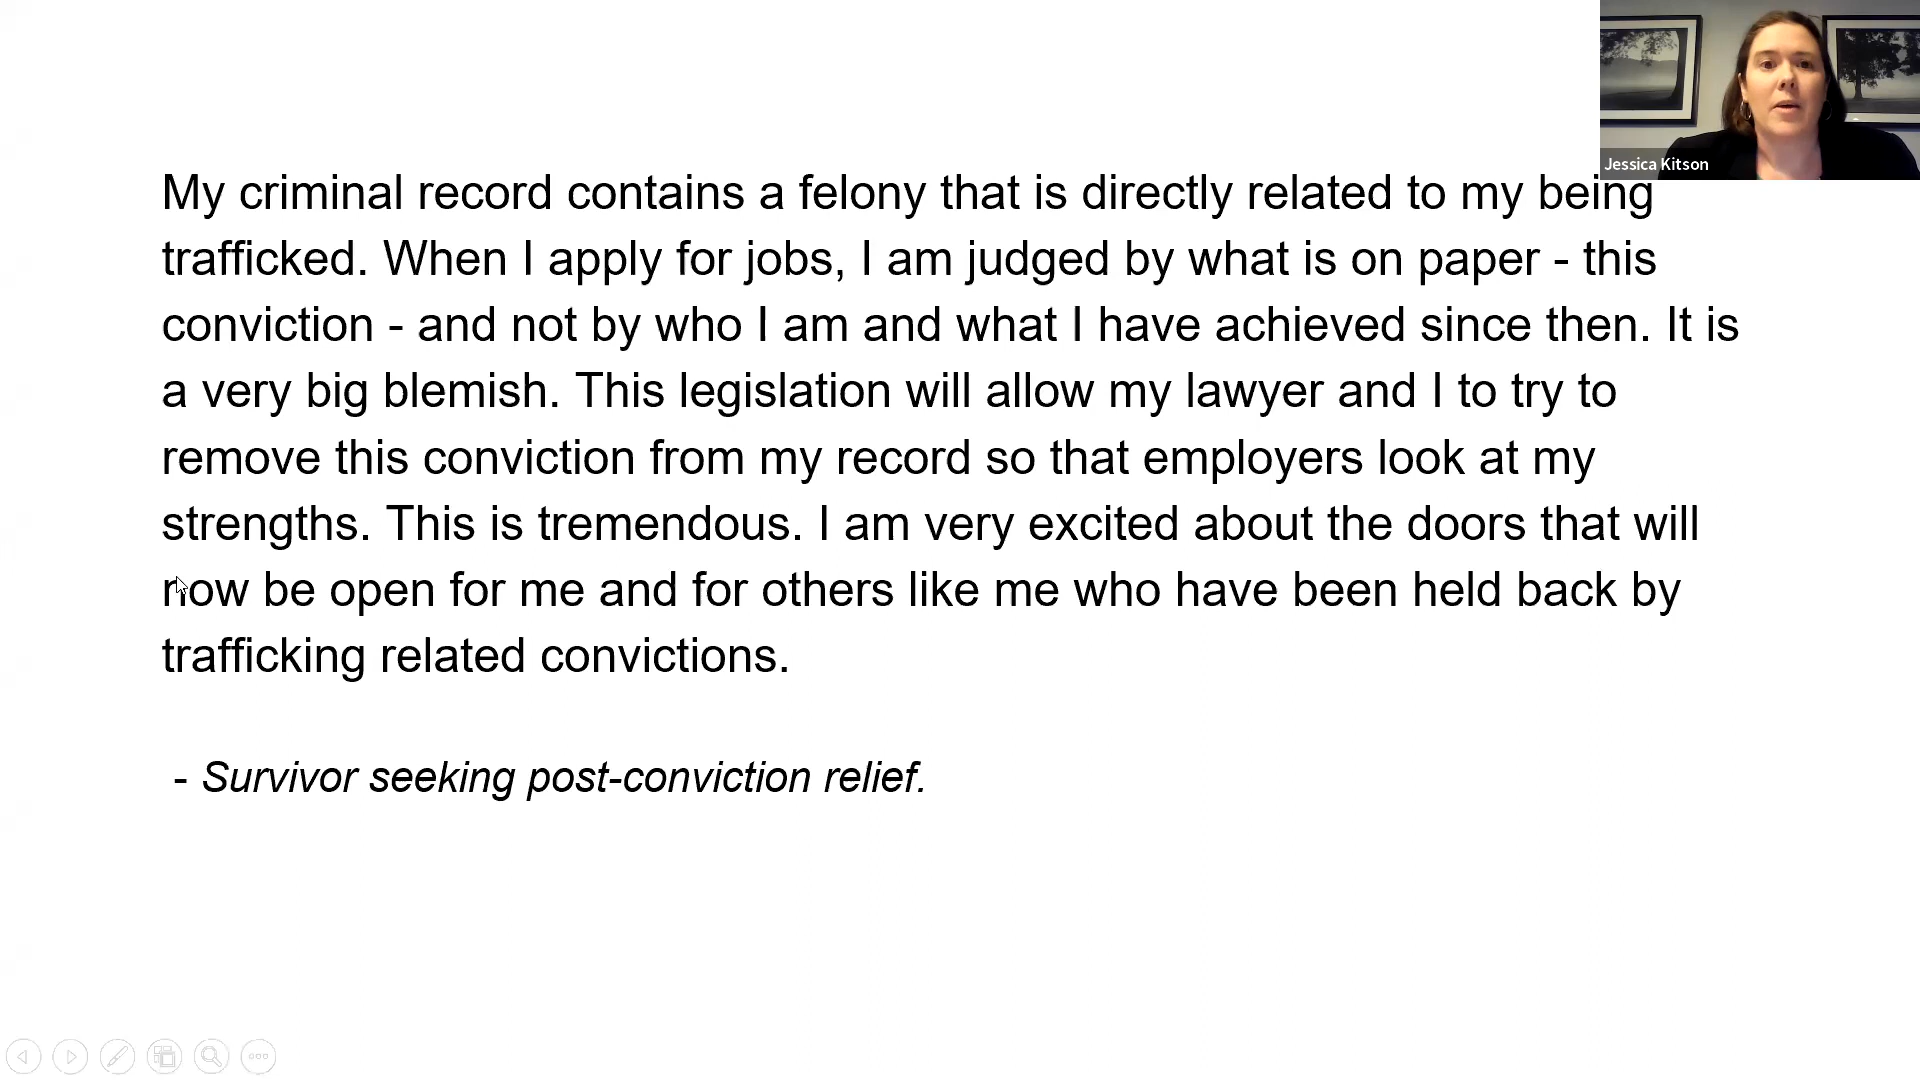 Jessica Kitson
My criminal record contains a felony that is directly related to my being
trafficked. When I apply for jobs, I am judged by what is on paper - this
conviction - and not by who I am and what I have achieved since then. It is
a very big blemish. This legislation will allow my lawyer and I to try to
remove this conviction from my record so that employers look at my
strengths. This is tremendous. I am very excited about the doors that will
now be open for me and for others like me who have been held back by
trafficking related convictions.
- Survivor seeking post-conviction relief.